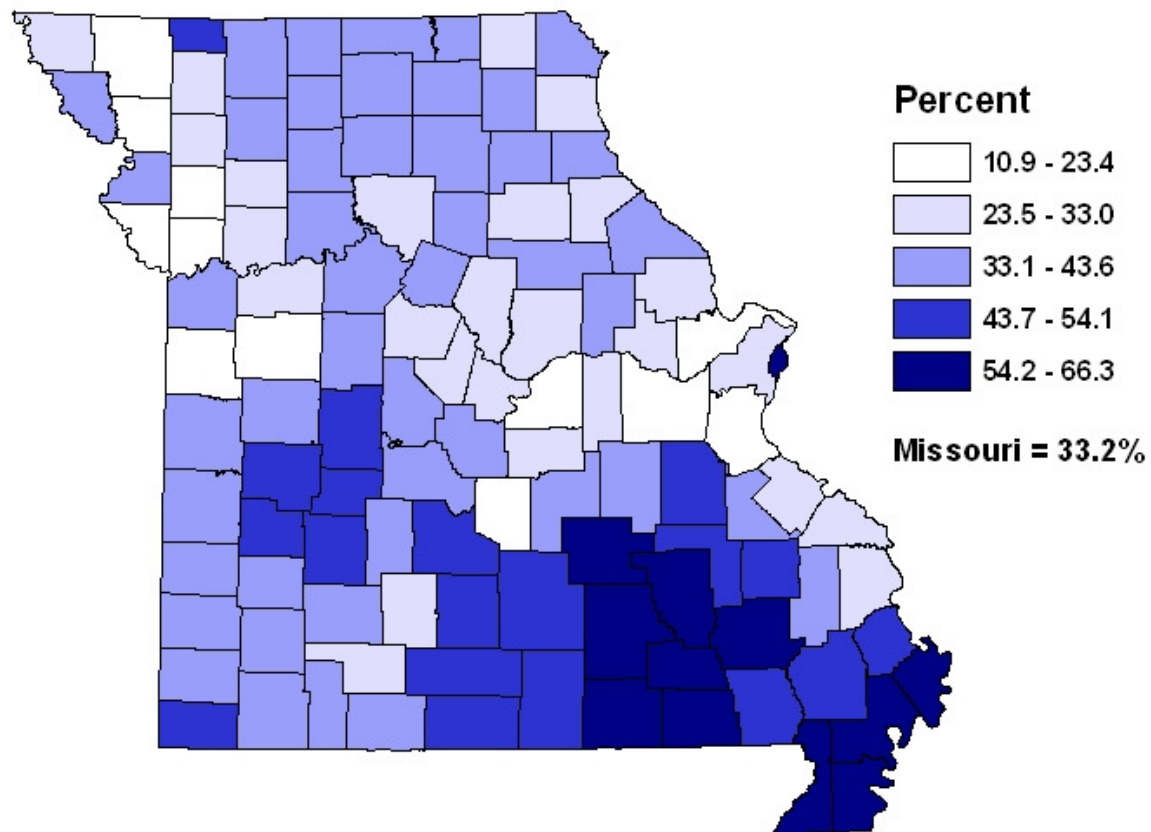 Percent
10.9 - 23.4
23.5 - 33.0
33.1 - 43.6
43.7 - 54.1
54.2 - 66.3
Missouri = 33.2%